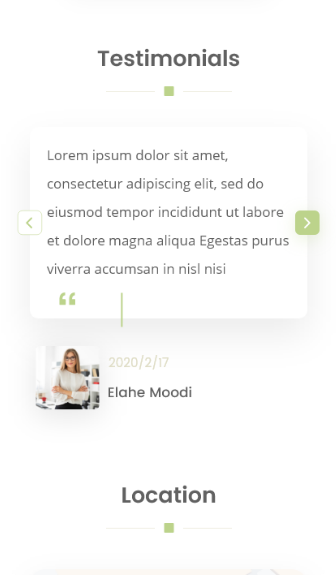 Testimonials
Lorem ipsum dolor sit amet,
consectetur adipiscing elit, sed do
eiusmod tempor incididunt ut labore
et dolore magna aliqua Egestas purus
viverra accumsan in nisl nisi
“
2020/2/17
Elahe Moodi
Location